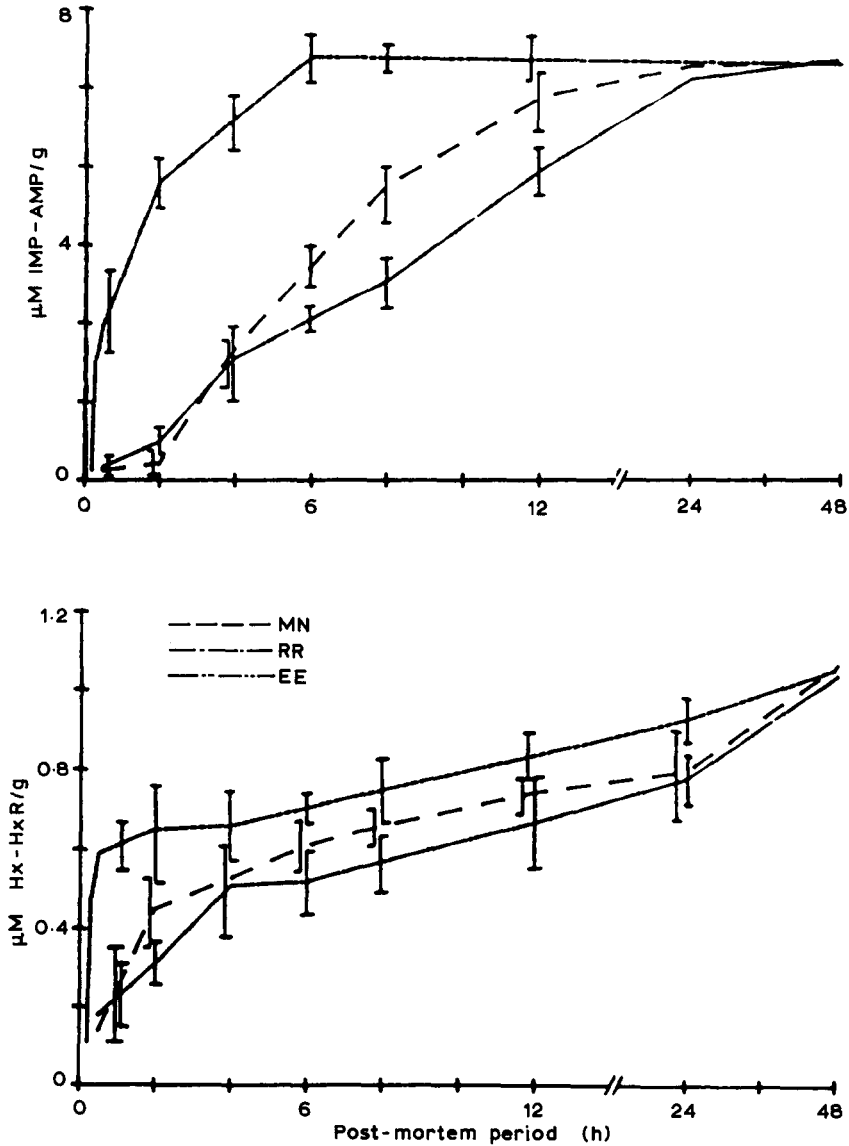 8
4
0
µM IMP-AMP/g
0 6 12 24 48
1.2
0.8
0.4
0
µM Hx-HxR/g
MN
RR
EE
0 6 12 24 48
Post-mortem period (h)